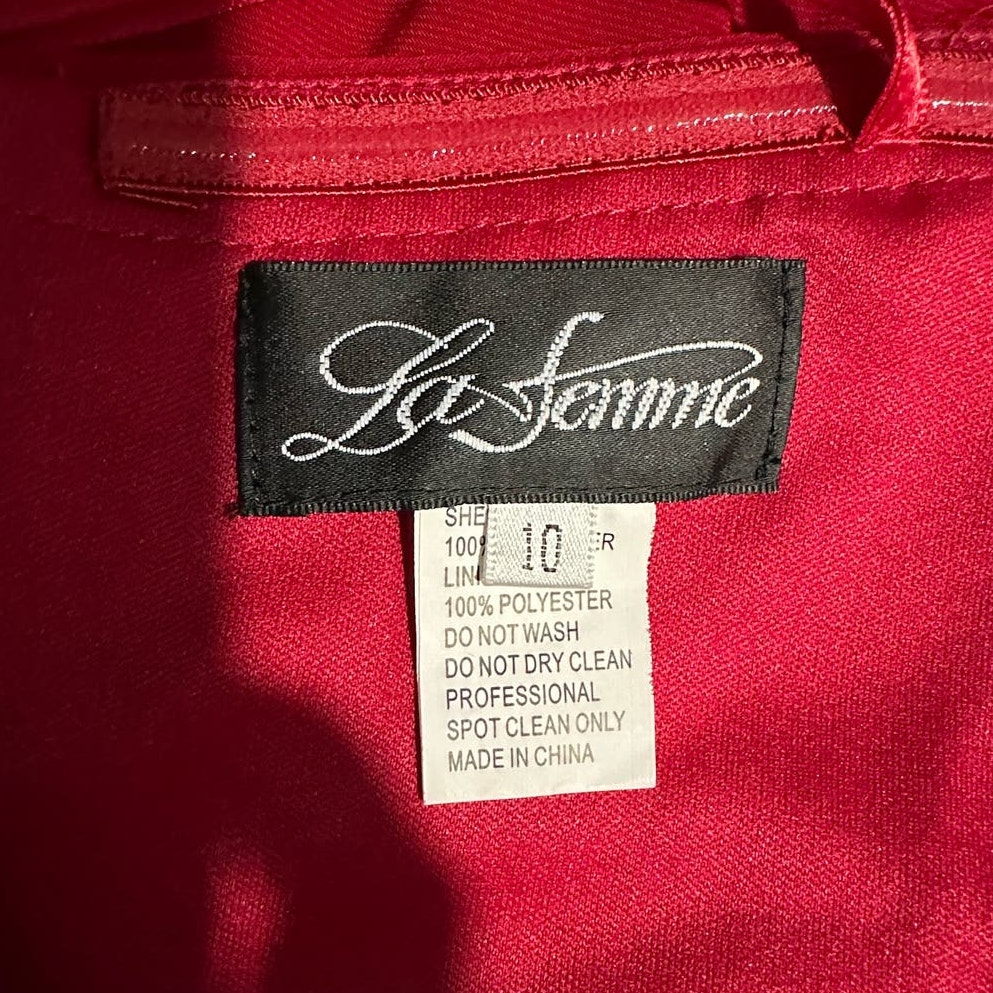 La Femme
10
SHE
100% ER
LIN
100% POLYESTER
DO NOT WASH
DO NOT DRY CLEAN
PROFESSIONAL
SPOT CLEAN ONLY
MADE IN CHINA